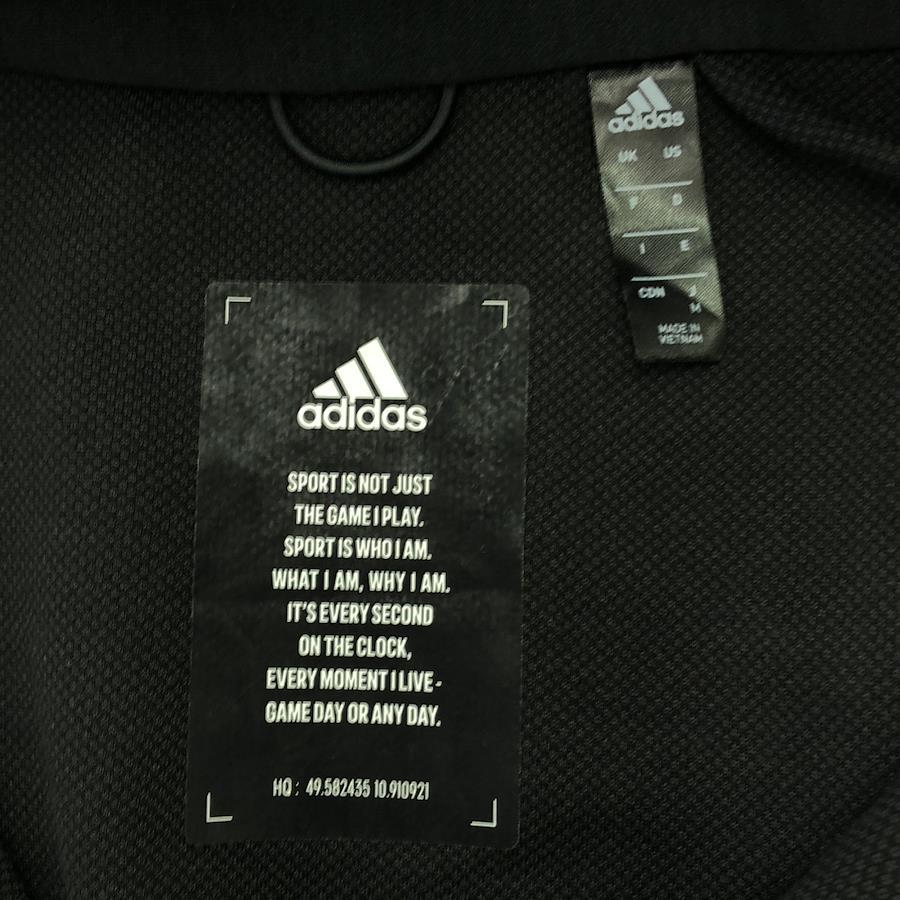 adidas
UK US
F D
I E
CDN J
M
MADE IN
VIETNAM
adidas
SPORT IS NOT JUST
THE GAME I PLAY.
SPORT IS WHO I AM.
WHAT I AM, WHY I AM.
IT'S EVERY SECOND
ON THE CLOCK,
EVERY MOMENT I LIVE-
GAME DAY OR ANY DAY.
HQ: 49.582435 10.910921